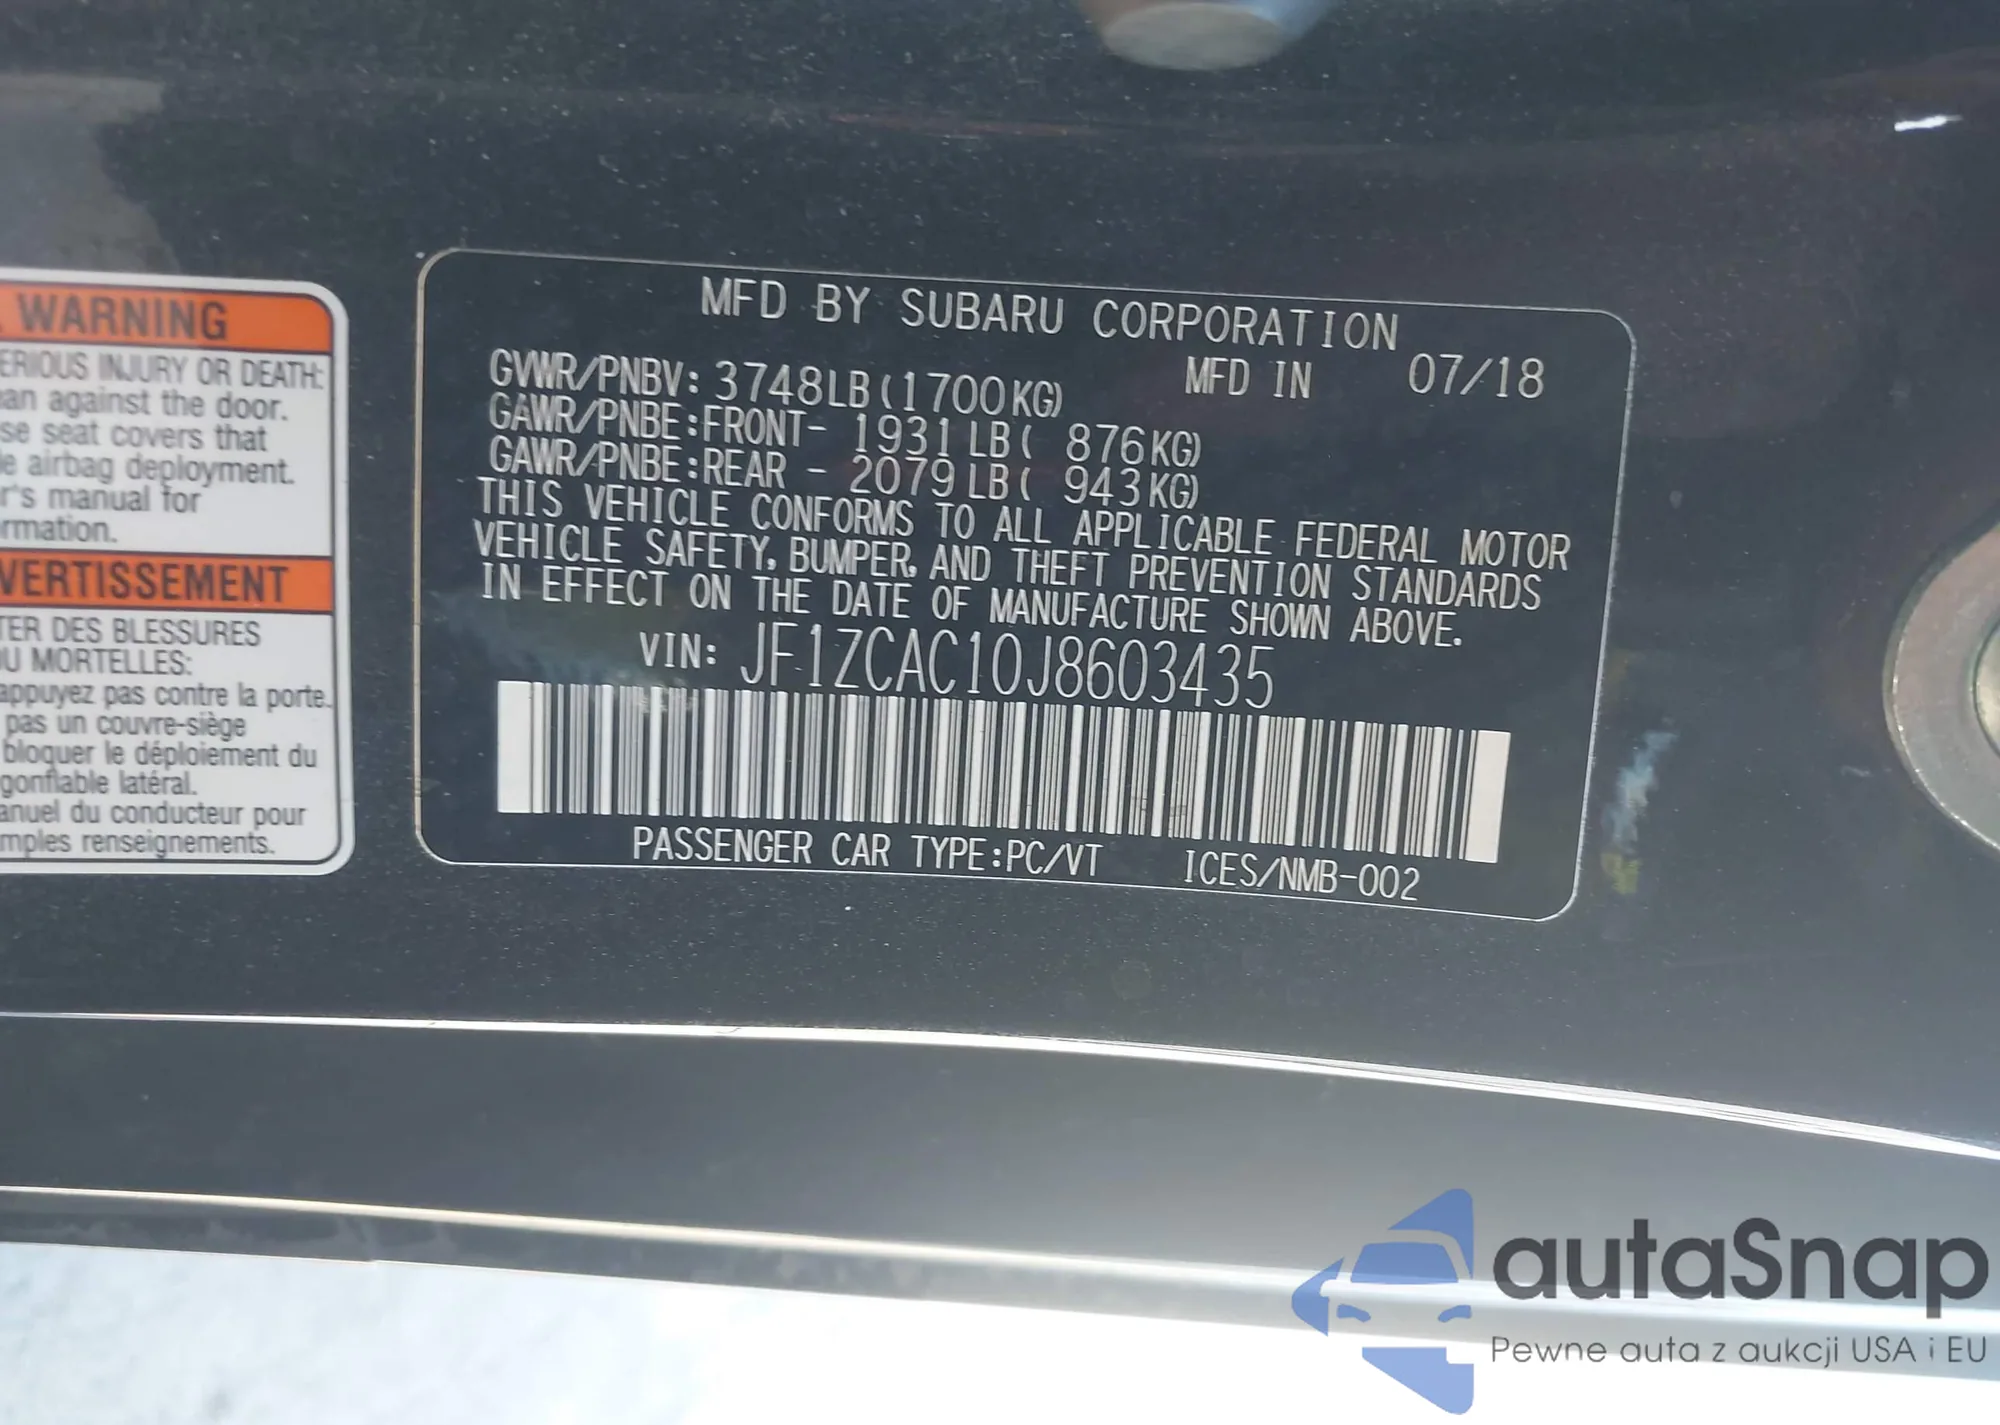 WARNING
ERIOUS INJURY OR DEATH:
an against the door.
se seat covers that
e airbag deployment.
r's manual for
rmation.
VERTISSEMENT
TER DES BLESSURES
OU MORTELLES:
appuyez pas contre la porte.
pas un couvre-siège
bloquer le déploiement du
gonflable latéral.
anuel du conducteur pour
mples renseignements.
MFD BY SUBARU CORPORATION
GVWR/PNBV: 3748LB(1700KG) MFD IN 07/18
GAWR/PNBE:FRONT- 1931LB( 876KG)
GAWR/PNBE:REAR - 2079LB( 943KG)
THIS VEHICLE CONFORMS TO ALL APPLICABLE FEDERAL MOTOR
VEHICLE SAFETY, BUMPER, AND THEFT PREVENTION STANDARDS
IN EFFECT ON THE DATE OF MANUFACTURE SHOWN ABOVE.
VIN: JF1ZCAC10J8603435
PASSENGER CAR TYPE:PC/VT ICES/NMB-002
autaSnap
Pewne auta z aukcji USA i EU